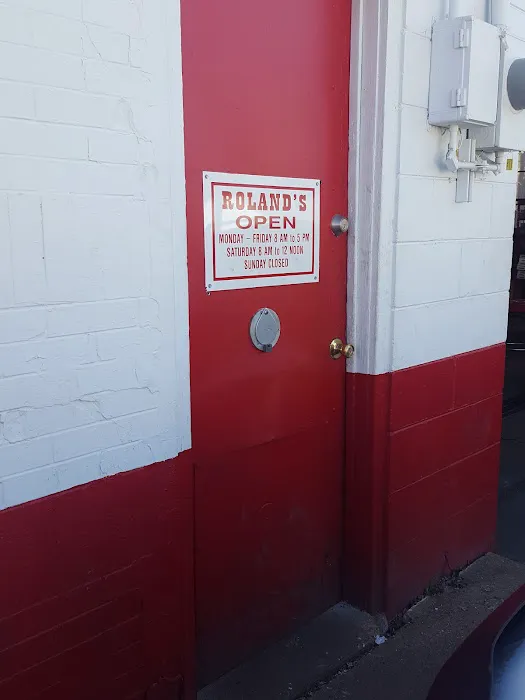 ROLAND'S
OPEN
MONDAY - FRIDAY 8 AM to 5 PM
SATURDAY 8 AM to 12 NOON
SUNDAY CLOSED